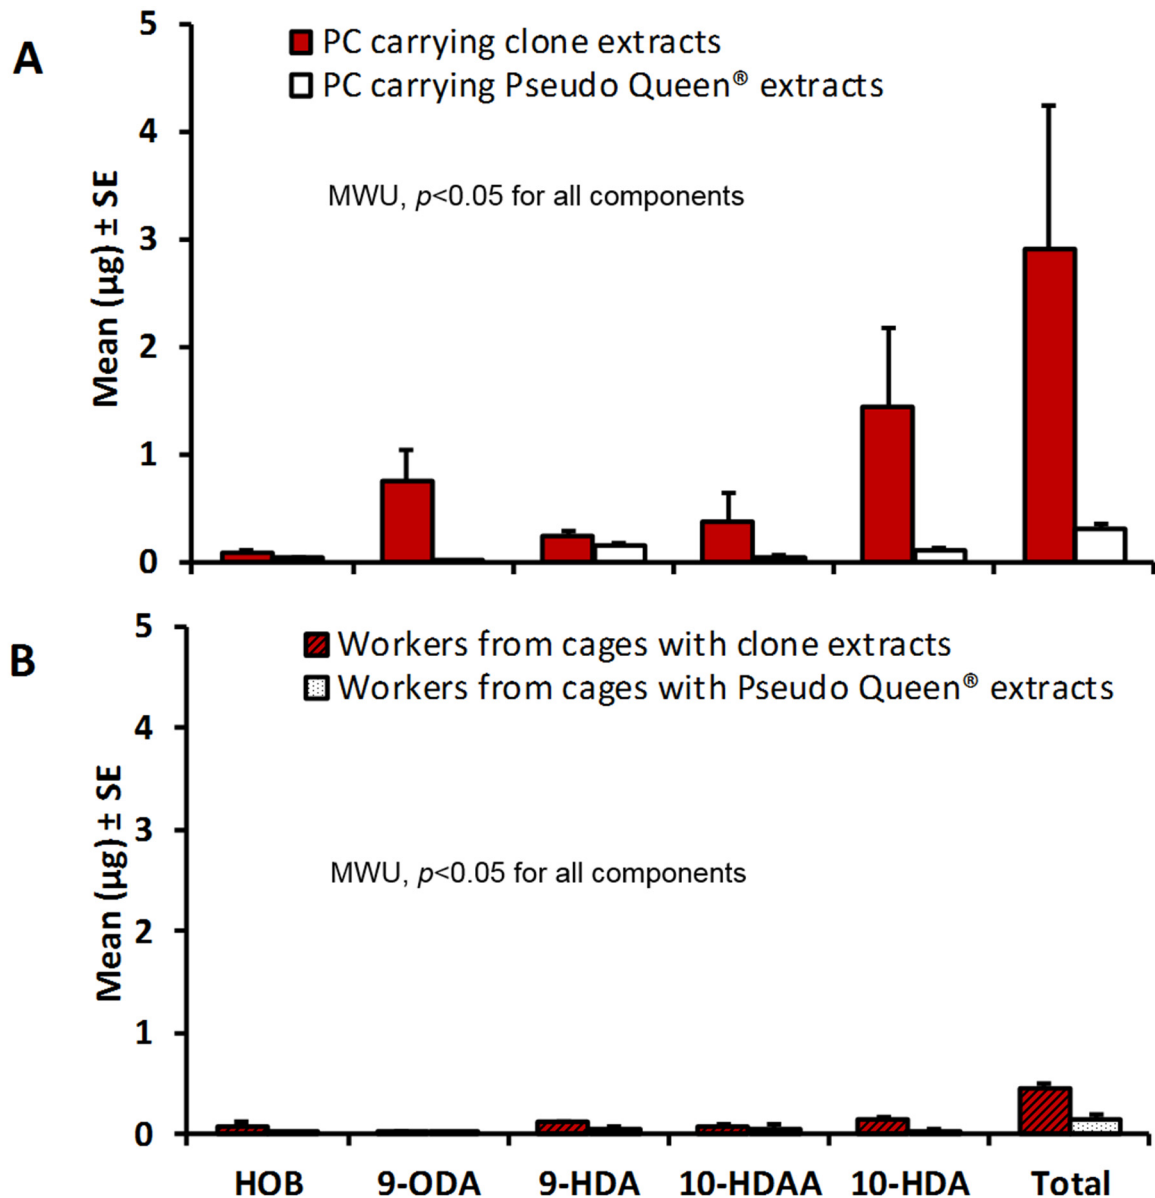 A
5
PC carrying clone extracts
PC carrying Pseudo Queen® extracts
4
MWU, p<0.05 for all components
3
2
1
0
Mean (µg) ± SE
B
5
Workers from cages with clone extracts
Workers from cages with Pseudo Queen® extracts
4
3
MWU, p<0.05 for all components
2
1
0
Mean (µg) ± SE
HOB 9-ODA 9-HDA 10-HDAA 10-HDA Total